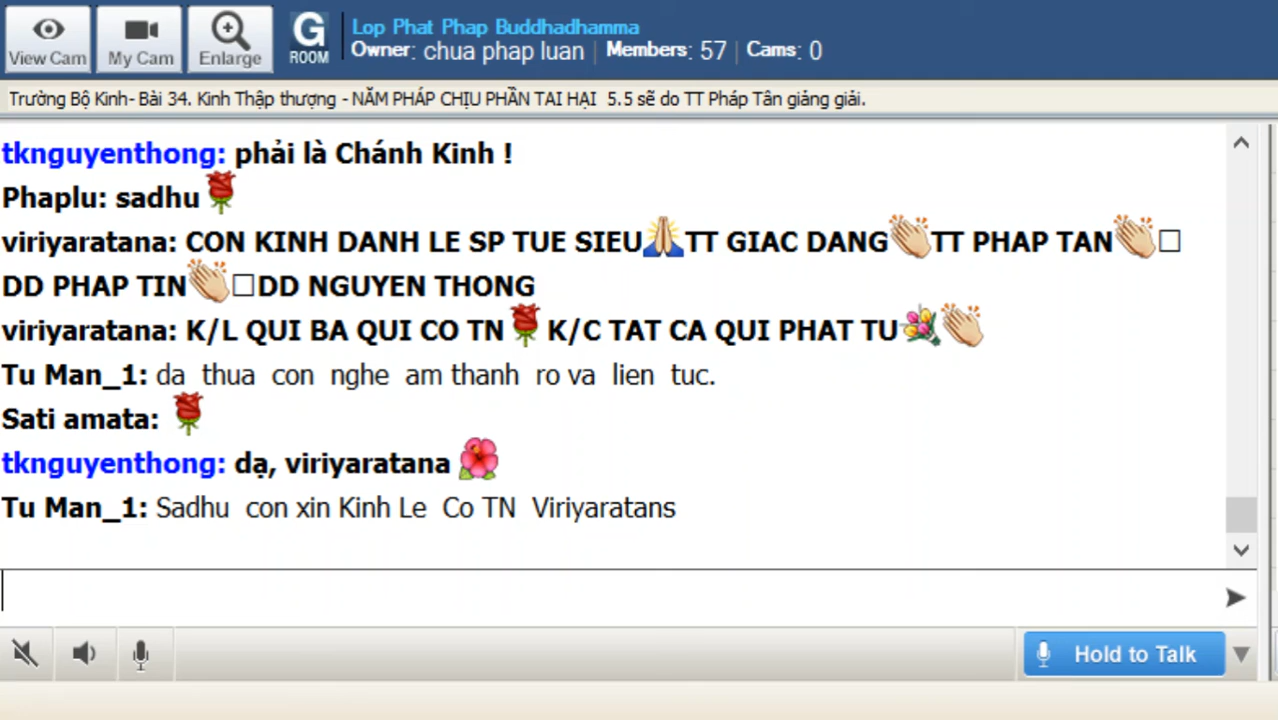 View Cam
My Cam
Enlarge
G ROOM
Lop Phat Phap Buddhadhamma
Owner: chua phap luan | Members: 57 | Cams: 0
Trường Bộ Kinh- Bài 34. Kinh Thập thượng - NĂM PHÁP CHỊU PHẦN TAI HẠI 5.5 sẽ do TT Pháp Tân giảng giải.
tknguyenthong: phải là Chánh Kinh !
Phaplu: sadhu
viriyaratana: CON KINH DANH LE SP TUE SIEU TT GIAC DANG TT PHAP TAN
DD PHAP TIN DD NGUYEN THONG
viriyaratana: K/L QUI BA QUI CO TN K/C TAT CA QUI PHAT TU
Tu Man_1: da thua con nghe am thanh ro va lien tuc.
Sati amata:
tknguyenthong: dạ, viriyaratana
Tu Man_1: Sadhu con xin Kinh Le Co TN Viriyaratans
Hold to Talk